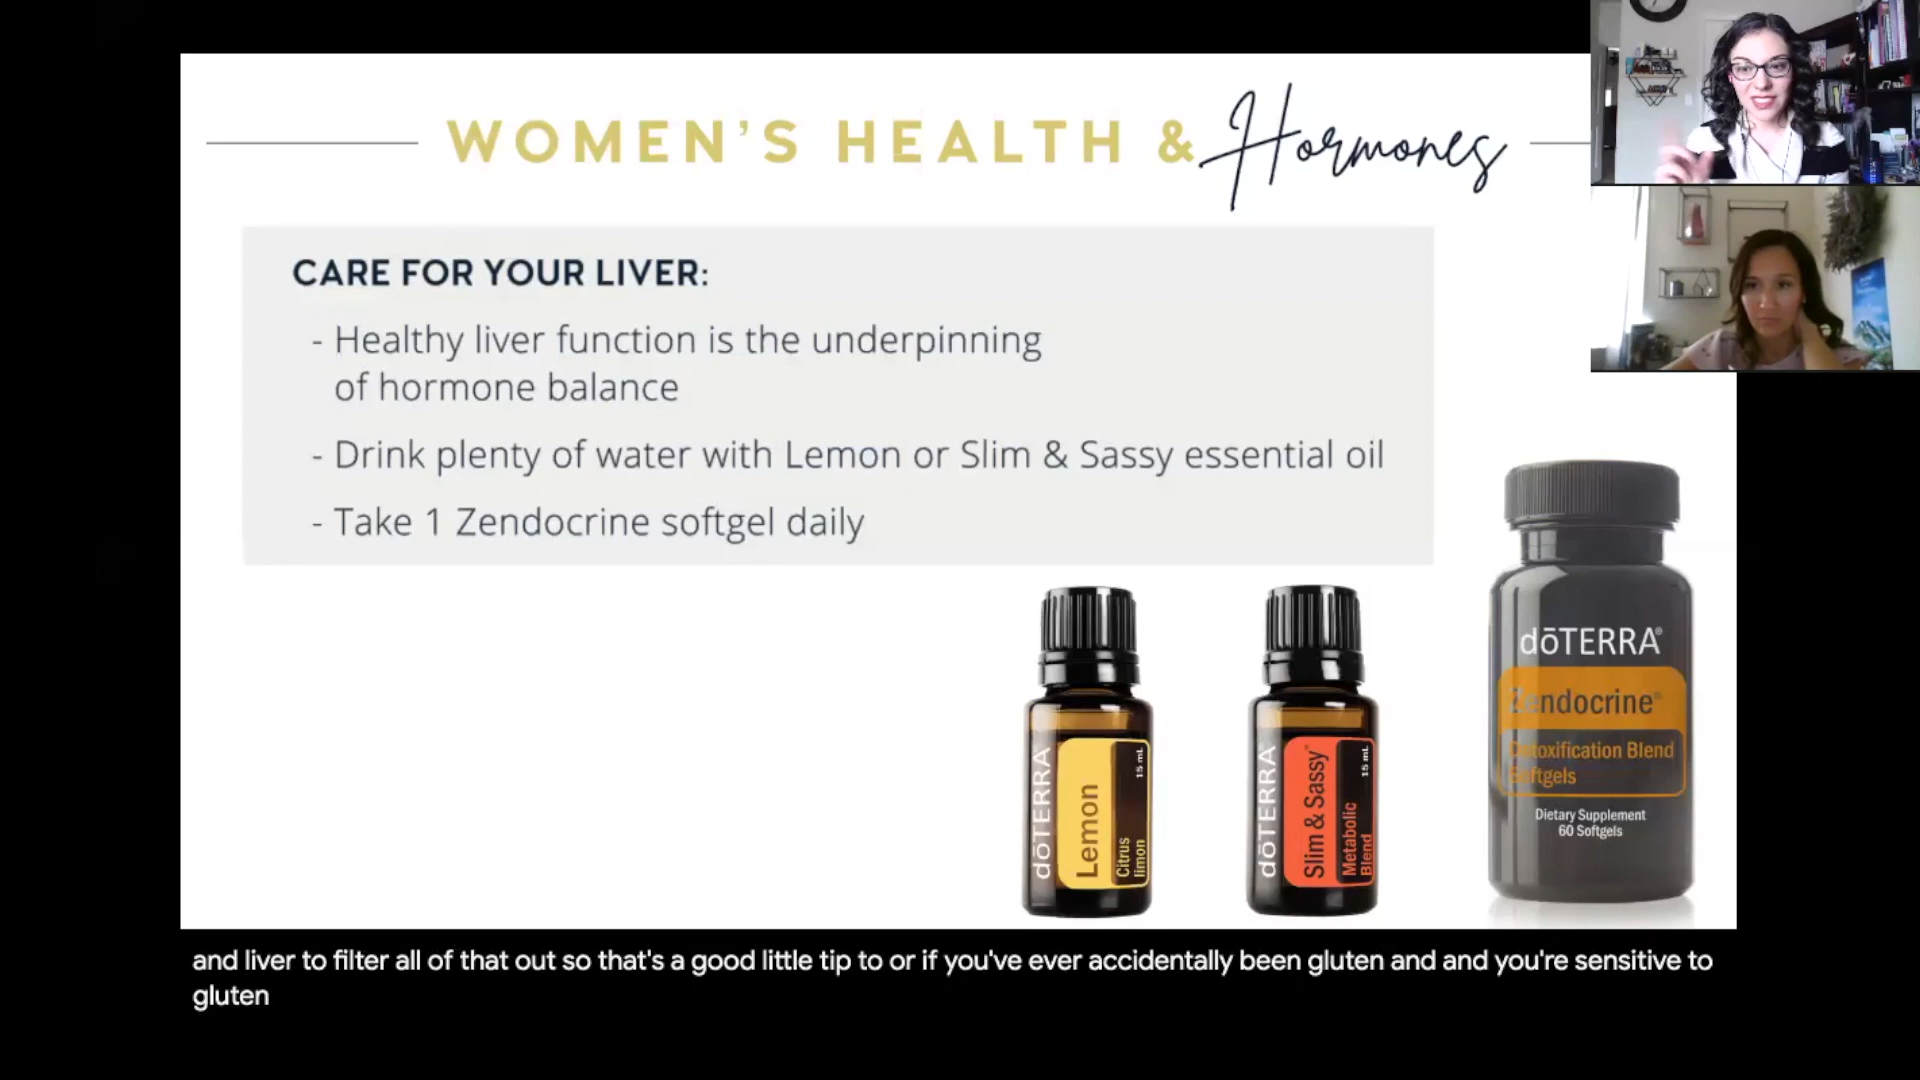 WOMEN'S HEALTH & Hormones
CARE FOR YOUR LIVER:
- Healthy liver function is the underpinning
of hormone balance
- Drink plenty of water with Lemon or Slim & Sassy essential oil
- Take 1 Zendocrine softgel daily
dōTERRA
Lemon
Citrus
limon
15 mL
dōTERRA
Slim & Sassy
Metabolic
Blend
15 mL
dōTERRA®
Zendocrine®
Detoxification Blend
Softgels
Dietary Supplement
60 Softgels
and liver to filter all of that out so that's a good little tip to or if you've ever accidentally been gluten and and you're sensitive to
gluten